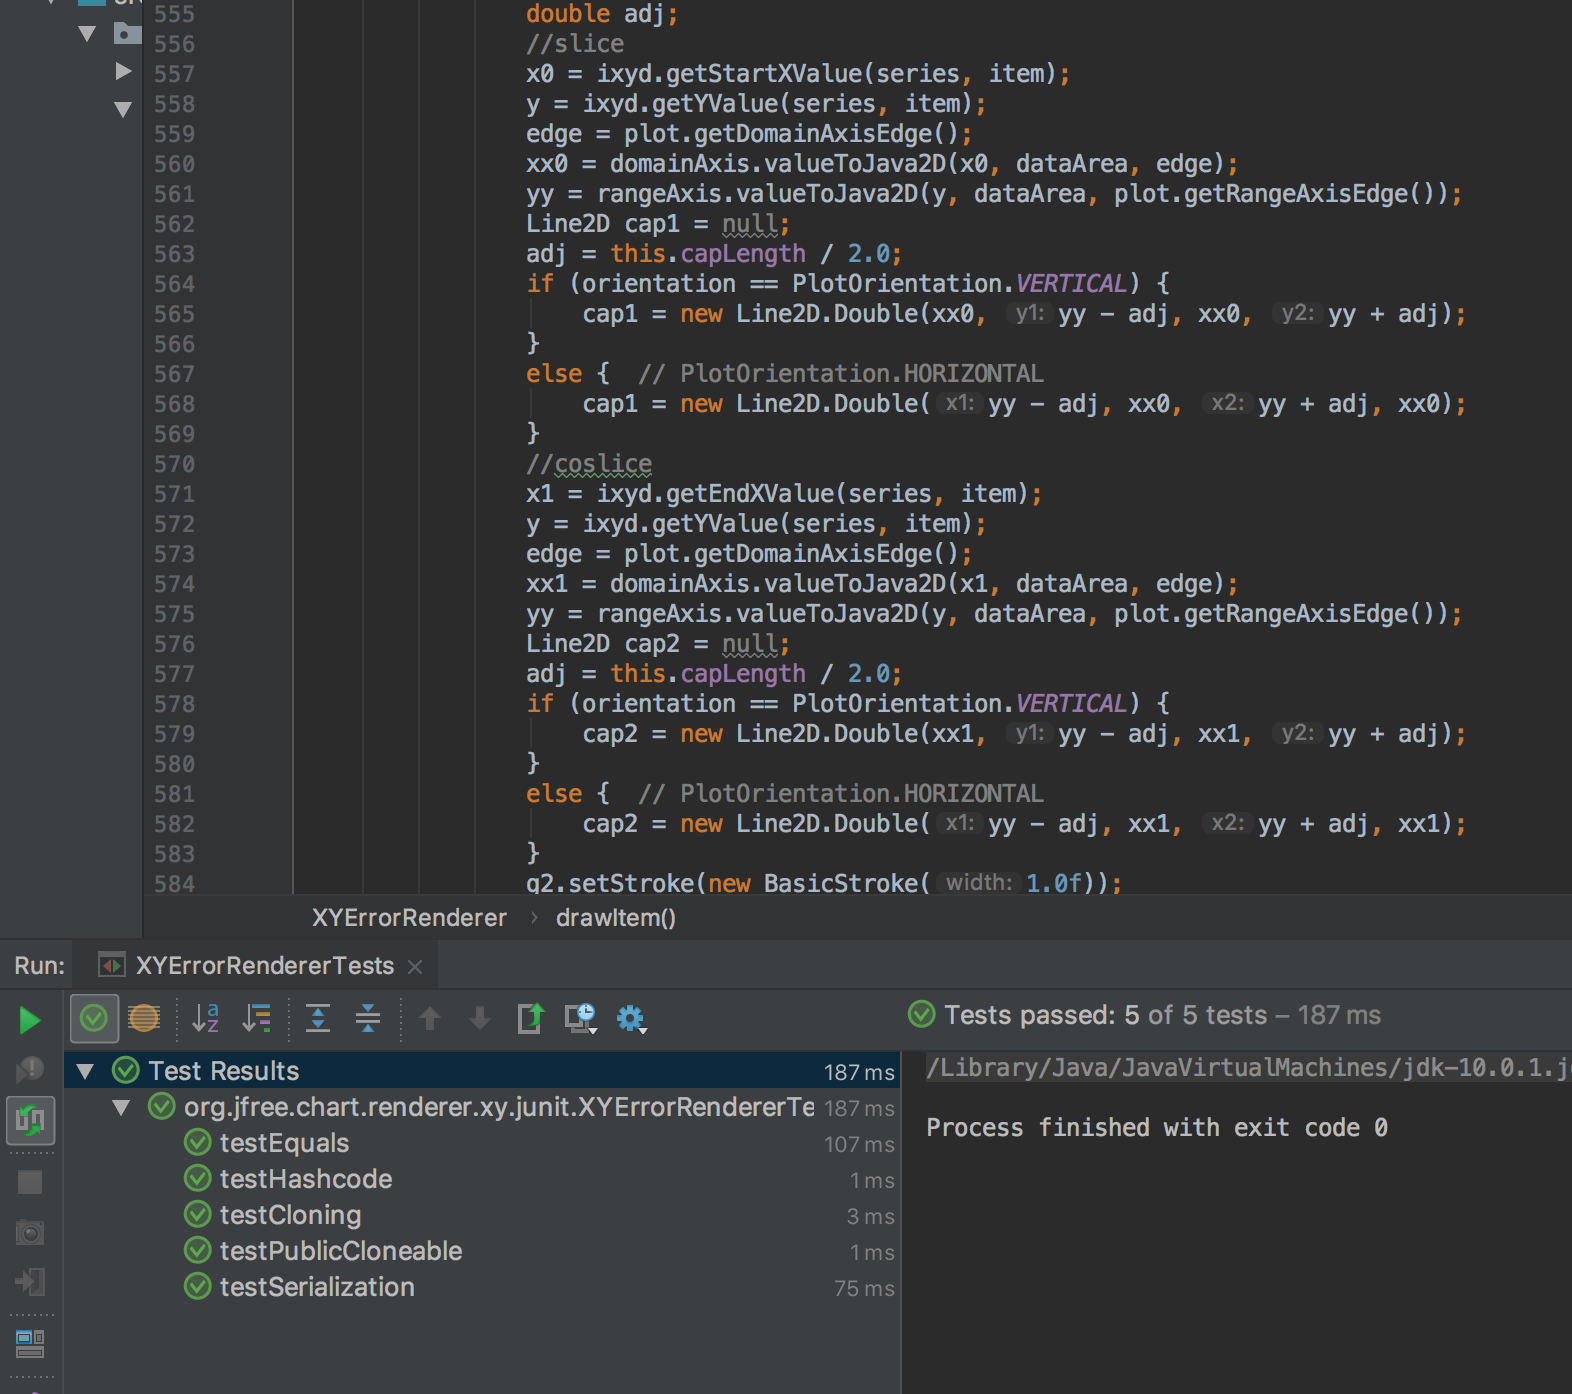 555 double adj;
556 //slice
557 x0 = ixyd.getStartXValue(series, item);
558 y = ixyd.getYValue(series, item);
559 edge = plot.getDomainAxisEdge();
560 xx0 = domainAxis.valueToJava2D(x0, dataArea, edge);
561 yy = rangeAxis.valueToJava2D(y, dataArea, plot.getRangeAxisEdge());
562 Line2D cap1 = null;
563 adj = this.capLength / 2.0;
564 if (orientation == PlotOrientation.VERTICAL) {
565 cap1 = new Line2D.Double(xx0, y1: yy - adj, xx0, y2: yy + adj);
566 }
567 else { // PlotOrientation.HORIZONTAL
568 cap1 = new Line2D.Double( x1: yy - adj, xx0, x2: yy + adj, xx0);
569 }
570 //coslice
571 x1 = ixyd.getEndXValue(series, item);
572 y = ixyd.getYValue(series, item);
573 edge = plot.getDomainAxisEdge();
574 xx1 = domainAxis.valueToJava2D(x1, dataArea, edge);
575 yy = rangeAxis.valueToJava2D(y, dataArea, plot.getRangeAxisEdge());
576 Line2D cap2 = null;
577 adj = this.capLength / 2.0;
578 if (orientation == PlotOrientation.VERTICAL) {
579 cap2 = new Line2D.Double(xx1, y1: yy - adj, xx1, y2: yy + adj);
580 }
581 else { // PlotOrientation.HORIZONTAL
582 cap2 = new Line2D.Double( x1: yy - adj, xx1, x2: yy + adj, xx1);
583 }
584 g2.setStroke(new BasicStroke( width: 1.0f));
XYErrorRenderer › drawItem()
Run: XYErrorRendererTests
Tests passed: 5 of 5 tests – 187 ms
Test Results 187 ms
org.jfree.chart.renderer.xy.junit.XYErrorRendererTe 187 ms
testEquals 107 ms
testHashcode 1 ms
testCloning 3 ms
testPublicCloneable 1 ms
testSerialization 75 ms
/Library/Java/JavaVirtualMachines/jdk-10.0.1.j
Process finished with exit code 0